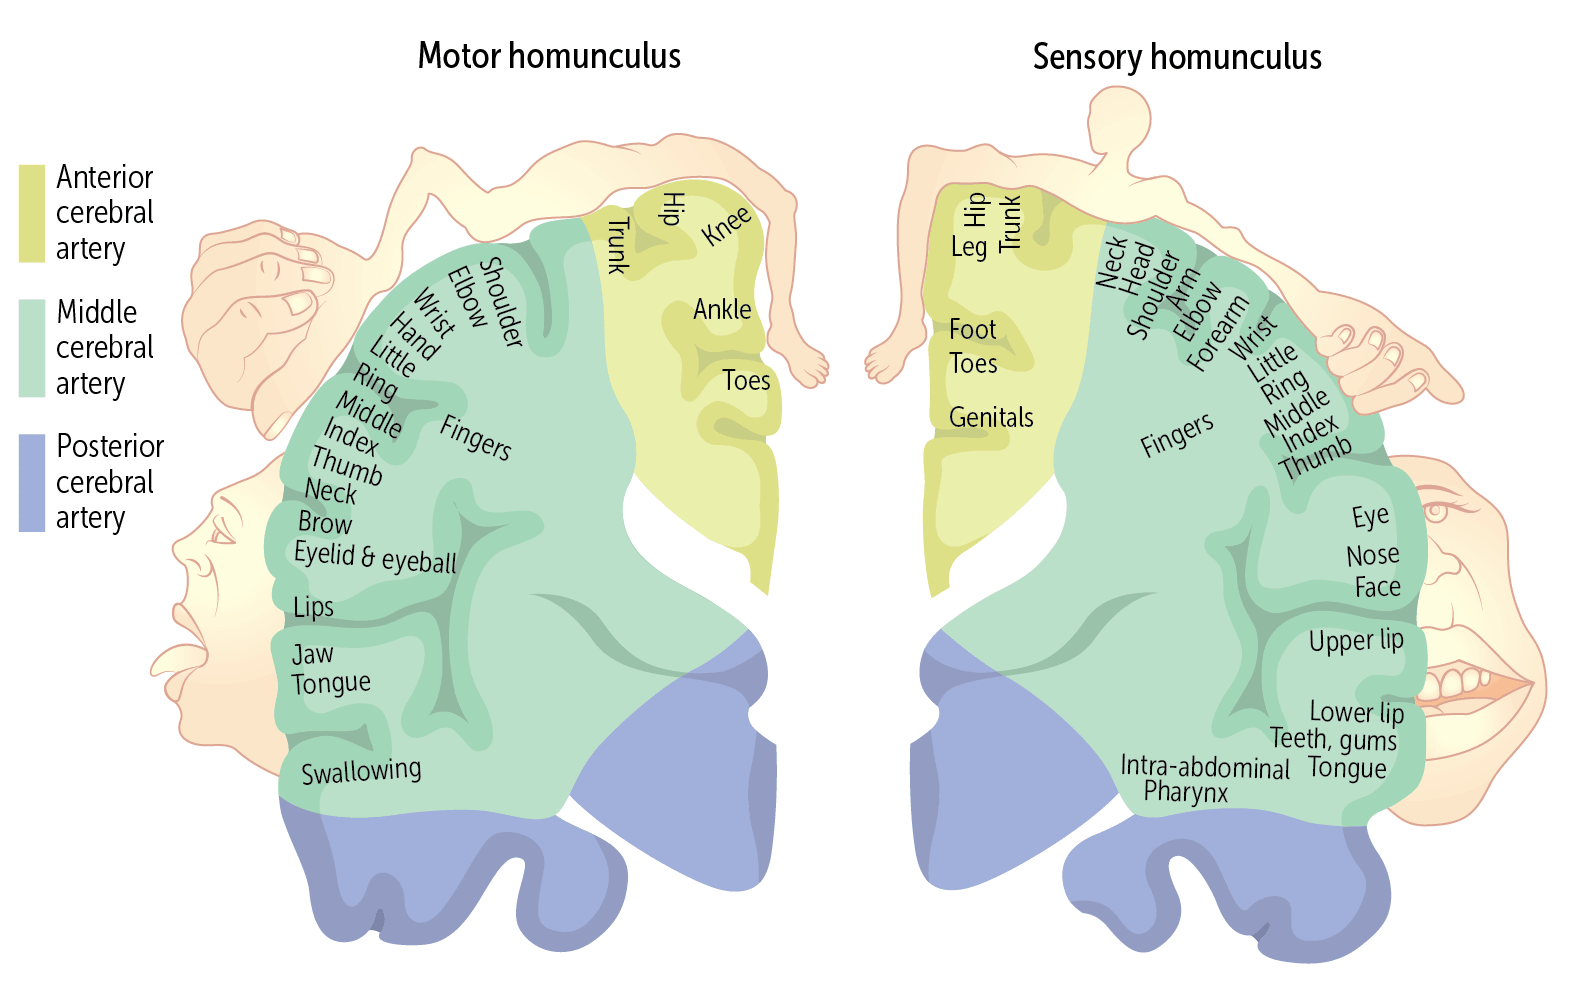 Motor homunculus
Sensory homunculus
Anterior
cerebral
artery
Middle
cerebral
artery
Posterior
cerebral
artery
Hip
Knee
Trunk
Ankle
Toes
Shoulder
Elbow
Wrist
Hand
Little
Ring
Middle
Index
Thumb
Fingers
Neck
Brow
Eyelid & eyeball
Lips
Jaw
Tongue
Swallowing
Hip
Trunk
Leg
Foot
Toes
Genitals
Neck
Head
Shoulder
Arm
Elbow
Forearm
Wrist
Little
Ring
Middle
Index
Thumb
Fingers
Eye
Nose
Face
Upper lip
Lower lip
Teeth, gums
Tongue
Intra-abdominal
Pharynx